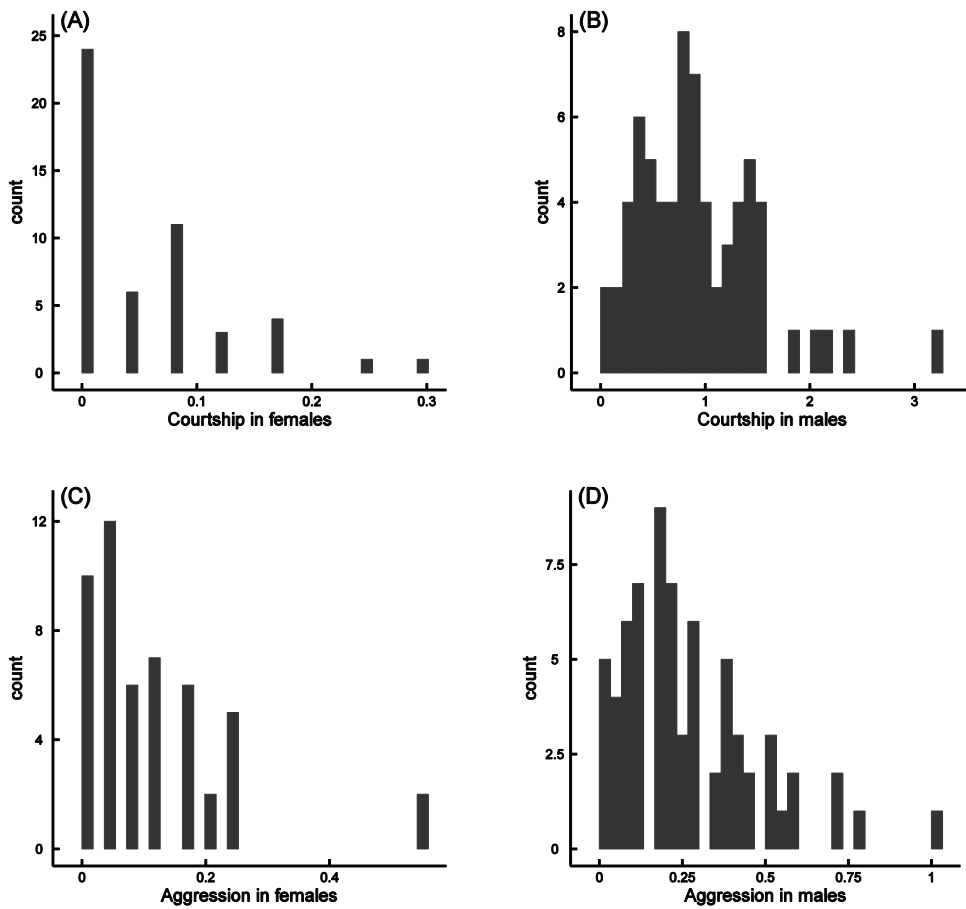 (A)
25
20
15
10
5
0
count
0 0.1 0.2 0.3
Courtship in females
(B)
8
6
4
2
0
count
0 1 2 3
Courtship in males
(C)
12
8
4
0
count
0 0.2 0.4
Aggression in females
(D)
7.5
5
2.5
0
count
0 0.25 0.5 0.75 1
Aggression in males